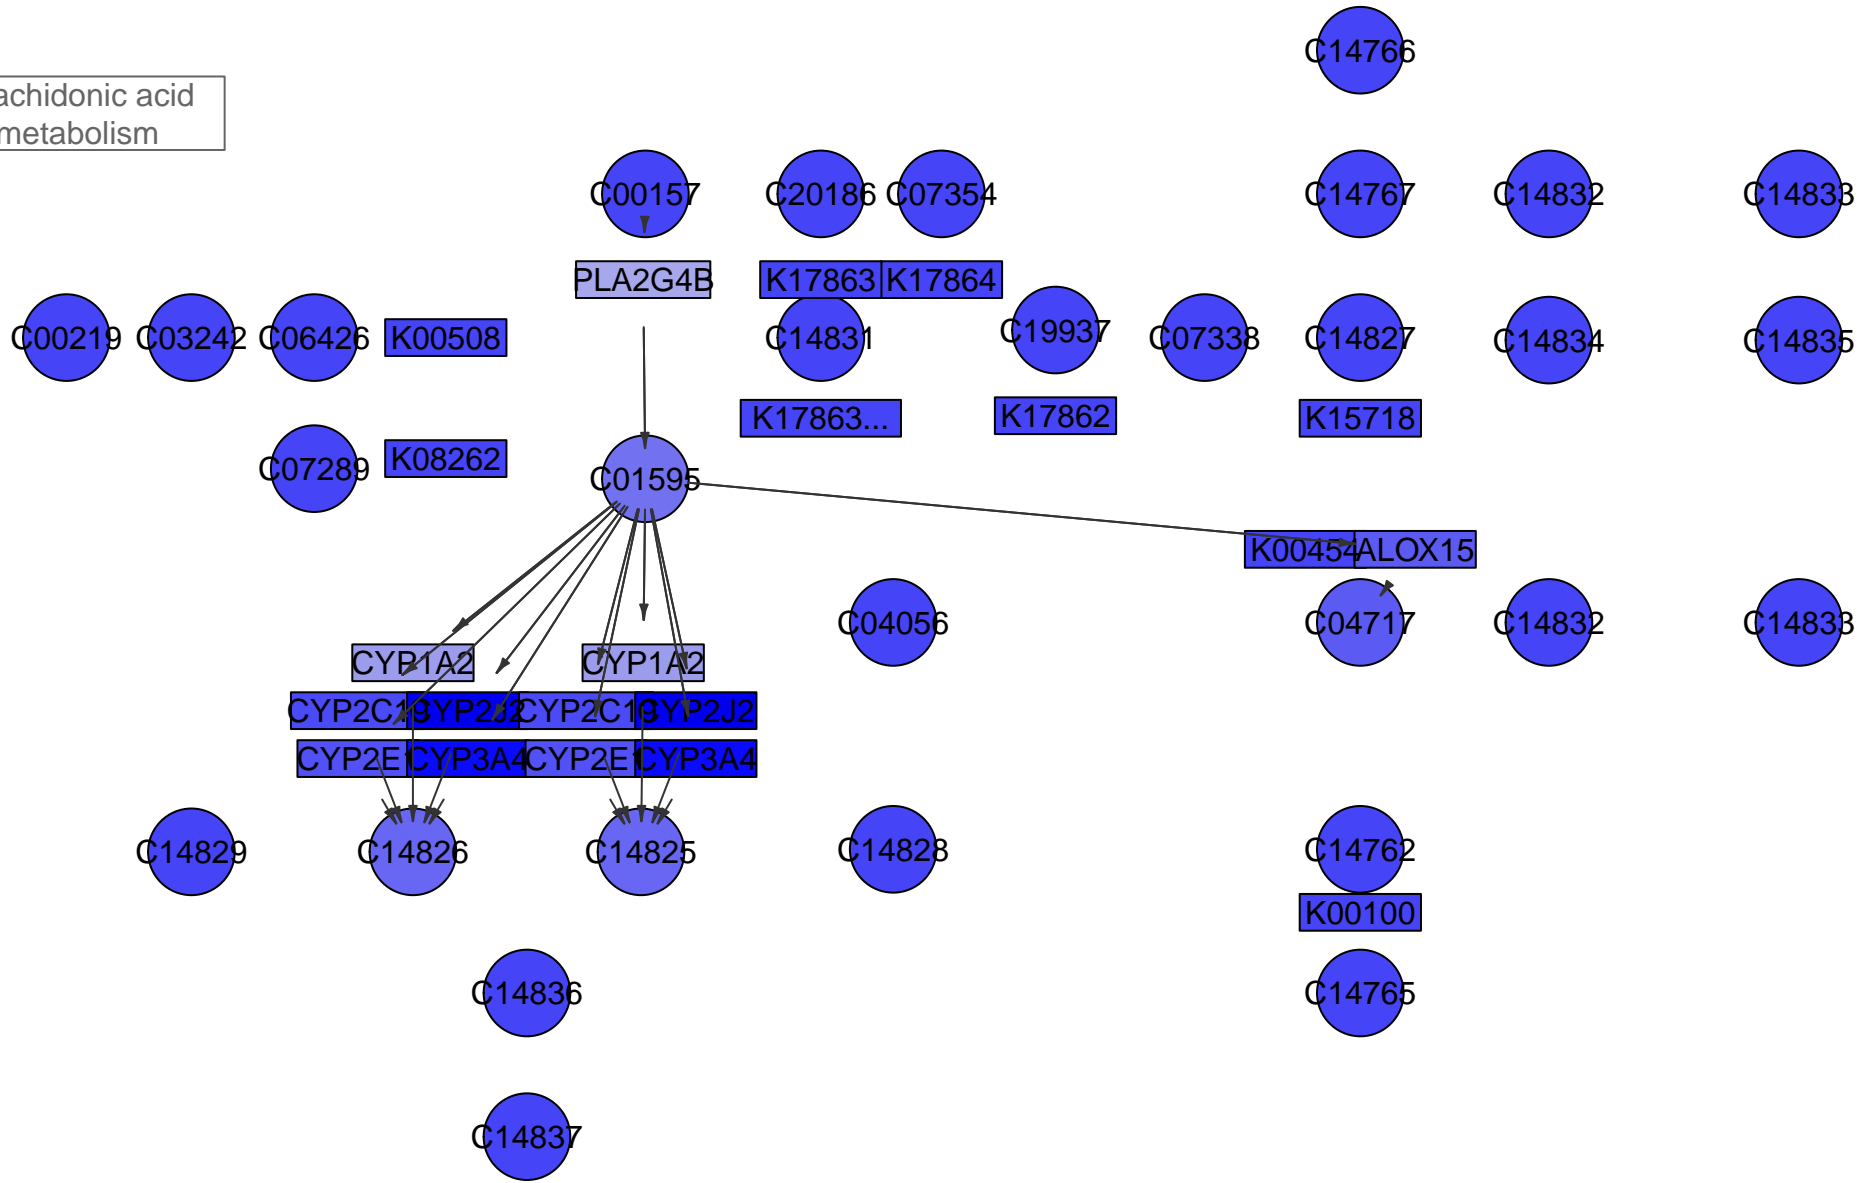 C14766
achidonic acid
metabolism
C00157
C20186
C07354
C14767
C14832
C14833
PLA2G4B
K17863
K17864
C00219
C03242
C06426
K00508
C14831
C19937
C07338
C14827
C14834
C14835
K17863...
K17862
K15718
C07289
K08262
C01595
K00454
ALOX15
C04056
C04717
C14832
C14833
CYP1A2
CYP1A2
CYP2C19
CYP2J2
CYP2C19
CYP2J2
CYP2E1
CYP3A4
CYP2E1
CYP3A4
C14829
C14826
C14825
C14828
C14762
K00100
C14836
C14765
C14837